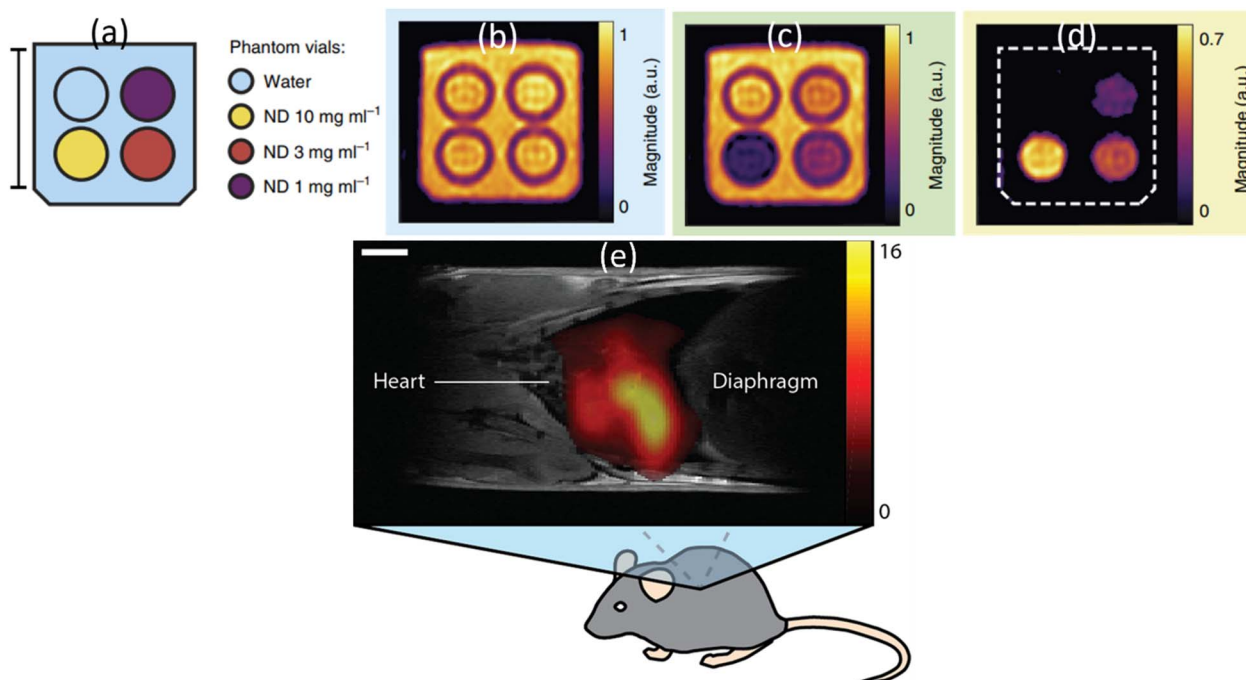 (a)
Phantom vials:
Water
ND 10 mg ml⁻¹
ND 3 mg ml⁻¹
ND 1 mg ml⁻¹
(b)
1
Magnitude (a.u.)
0
(c)
1
Magnitude (a.u.)
0
(d)
0.7
Magnitude (a.u.)
0
(e)
16
Heart
Diaphragm
0